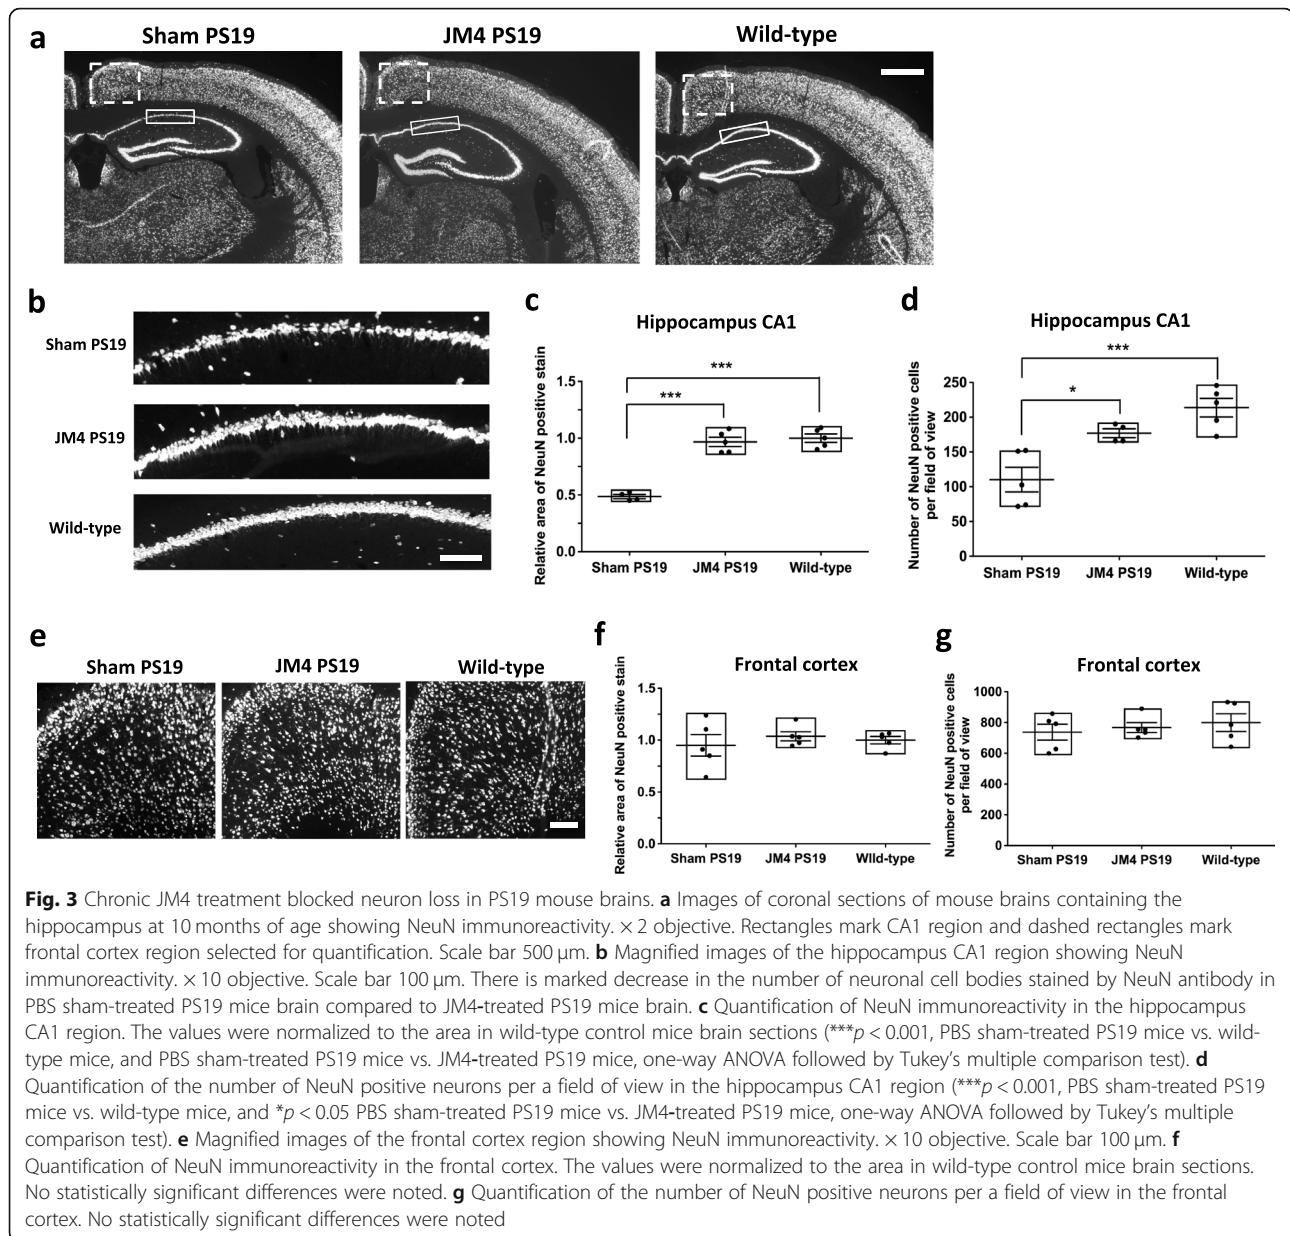 a
Sham PS19
JM4 PS19
Wild-type
b
Sham PS19
JM4 PS19
Wild-type
c
Hippocampus CA1
Relative area of NeuN positive stain
1.5
1.0
0.5
0.0
***
***
Sham PS19
JM4 PS19
Wild-type
d
Hippocampus CA1
Number of NeuN positive cells
per field of view
250
200
150
100
50
0
***
*
Sham PS19
JM4 PS19
Wild-type
e
Sham PS19
JM4 PS19
Wild-type
f
Frontal cortex
Relative area of NeuN positive stain
1.5
1.0
0.5
0.0
Sham PS19
JM4 PS19
WIld-type
g
Frontal cortex
Number of NeuN positive cells
per field of view
1000
800
600
400
200
0
Sham PS19
JM4 PS19
Wild-type
Fig. 3 Chronic JM4 treatment blocked neuron loss in PS19 mouse brains. a Images of coronal sections of mouse brains containing the
hippocampus at 10 months of age showing NeuN immunoreactivity. × 2 objective. Rectangles mark CA1 region and dashed rectangles mark
frontal cortex region selected for quantification. Scale bar 500 μm. b Magnified images of the hippocampus CA1 region showing NeuN
immunoreactivity. × 10 objective. Scale bar 100 μm. There is marked decrease in the number of neuronal cell bodies stained by NeuN antibody in
PBS sham-treated PS19 mice brain compared to JM4-treated PS19 mice brain. c Quantification of NeuN immunoreactivity in the hippocampus
CA1 region. The values were normalized to the area in wild-type control mice brain sections (***p < 0.001, PBS sham-treated PS19 mice vs. wild-
type mice, and PBS sham-treated PS19 mice vs. JM4-treated PS19 mice, one-way ANOVA followed by Tukey's multiple comparison test). d
Quantification of the number of NeuN positive neurons per a field of view in the hippocampus CA1 region (***p < 0.001, PBS sham-treated PS19
mice vs. wild-type mice, and *p < 0.05 PBS sham-treated PS19 mice vs. JM4-treated PS19 mice, one-way ANOVA followed by Tukey's multiple
comparison test). e Magnified images of the frontal cortex region showing NeuN immunoreactivity. × 10 objective. Scale bar 100 μm. f
Quantification of NeuN immunoreactivity in the frontal cortex. The values were normalized to the area in wild-type control mice brain sections.
No statistically significant differences were noted. g Quantification of the number of NeuN positive neurons per a field of view in the frontal
cortex. No statistically significant differences were noted